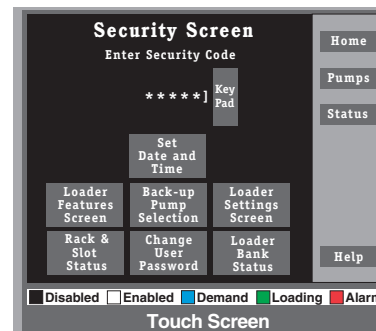 Security Screen
Enter Security Code
*****]
Key
Pad
Set
Date and
Time
Loader
Features
Screen
Back-up
Pump
Selection
Loader
Settings
Screen
Rack &
Slot
Status
Change
User
Password
Loader
Bank
Status
Home
Pumps
Status
Help
Disabled Enabled Demand Loading Alarm
Touch Screen